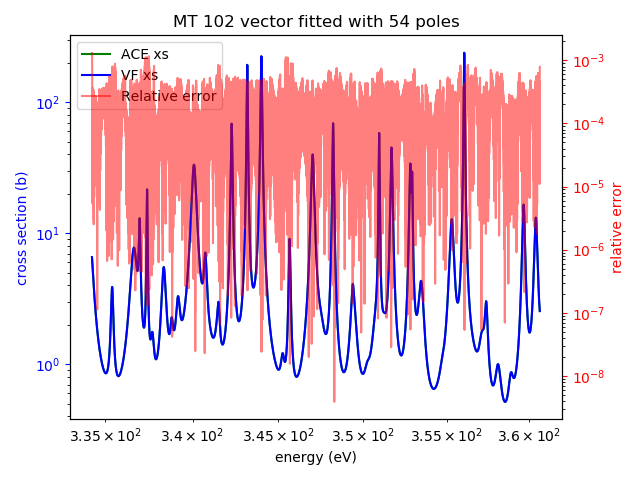 MT 102 vector fitted with 54 poles
ACE xs
VF xs
Relative error
10²
10¹
10⁰
cross section (b)
10⁻³
10⁻⁴
10⁻⁵
10⁻⁶
10⁻⁷
10⁻⁸
relative error
3.35 × 10² 3.4 × 10² 3.45 × 10² 3.5 × 10² 3.55 × 10² 3.6 × 10²
energy (eV)